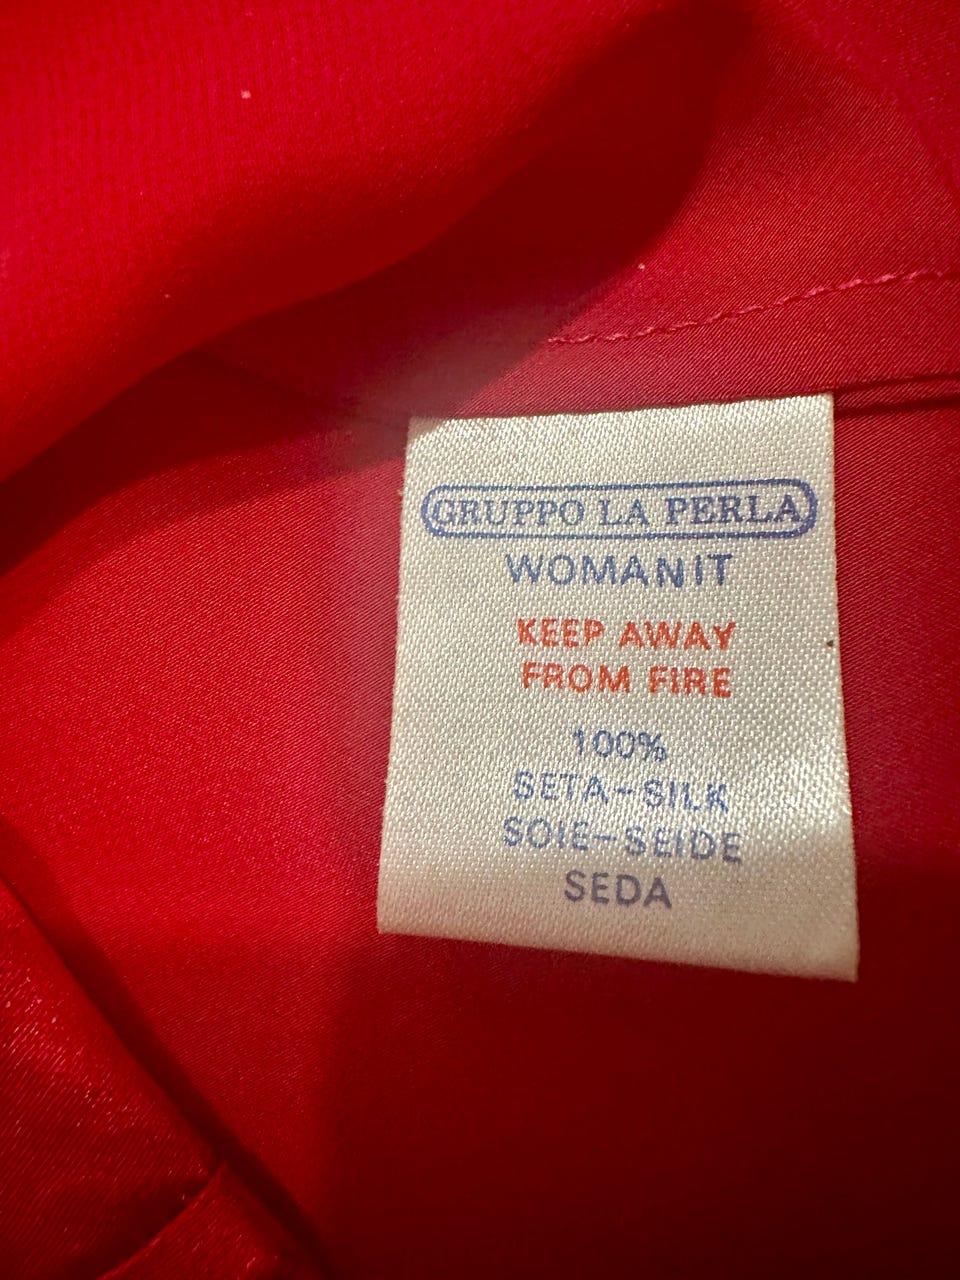 GRUPPO LA PERLA
WOMANIT
KEEP AWAY
FROM FIRE
100%
SETA-SILK
SOIE-SEIDE
SEDA